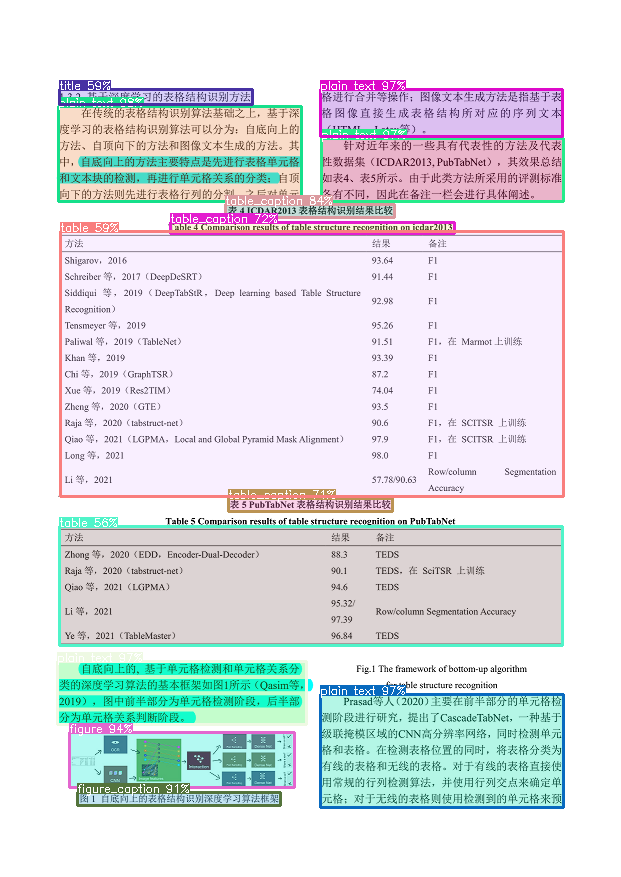 title 59%
1.3.2 基于深度学习的表格结构识别方法
plain text 98%
在传统的表格结构识别算法基础之上，基于深
度学习的表格结构识别算法可以分为：自底向上的
方法、自顶向下的方法和图像文本生成的方法。其
中，自底向上的方法主要特点是先进行表格单元格
和文本块的检测，再进行单元格关系的分类；自顶
向下的方法则先进行表格行列的分割，之后对单元
plain text 97%
格进行合并等操作；图像文本生成方法是指基于表
格图像直接生成表格结构所对应的序列文本
等）。
plain text 97%
针对近年来的一些具有代表性的方法及代表
性数据集（ICDAR2013, PubTabNet），其效果总结
如表4、表5所示。由于此类方法所采用的评测标准
各有不同，因此在备注一栏会进行具体阐述。
table_caption 84%
表 4 ICDAR2013 表格结构识别结果比较
table_caption 72%
Table 4 Comparison results of table structure recognition on icdar2013
table 59%
方法 结果 备注
Shigarov，2016 93.64 F1
Schreiber 等，2017（DeepDeSRT） 91.44 F1
Siddiqui 等，2019（DeepTabStR，Deep learning based Table Structure
Recognition） 92.98 F1
Tensmeyer 等，2019 95.26 F1
Paliwal 等，2019（TableNet） 91.51 F1，在 Marmot 上训练
Khan 等，2019 93.39 F1
Chi 等，2019（GraphTSR） 87.2 F1
Xue 等，2019（Res2TIM） 74.04 F1
Zheng 等，2020（GTE） 93.5 F1
Raja 等，2020（tabstruct-net） 90.6 F1，在 SCITSR 上训练
Qiao 等，2021（LGPMA，Local and Global Pyramid Mask Alignment） 97.9 F1，在 SCITSR 上训练
Long 等，2021 98.0 F1
Li 等，2021 57.78/90.63 Row/column Segmentation
Accuracy
table_caption 71%
表 5 PubTabNet 表格结构识别结果比较
table 56%
Table 5 Comparison results of table structure recognition on PubTabNet
方法 结果 备注
Zhong 等，2020（EDD，Encoder-Dual-Decoder） 88.3 TEDS
Raja 等，2020（tabstruct-net） 90.1 TEDS，在 SciTSR 上训练
Qiao 等，2021（LGPMA） 94.6 TEDS
Li 等，2021 95.32/
97.39 Row/column Segmentation Accuracy
Ye 等，2021（TableMaster） 96.84 TEDS
自底向上的、基于单元格检测和单元格关系分
类的深度学习算法的基本框架如图1所示（Qasim等，
2019），图中前半部分为单元格检测阶段，后半部
分为单元格关系判断阶段。
figure 94%
OCR
CNN
Interaction
figure_caption 91%
图 1 自底向上的表格结构识别深度学习算法框架
Fig.1 The framework of bottom-up algorithm
for table structure recognition
plain text 97%
Prasad等人（2020）主要在前半部分的单元格检
测阶段进行研究，提出了CascadeTabNet，一种基于
级联掩模区域的CNN高分辨率网络，同时检测单元
格和表格。在检测表格位置的同时，将表格分类为
有线的表格和无线的表格。对于有线的表格直接使
用常规的行列检测算法，并使用行列交点来确定单
元格；对于无线的表格则使用检测到的单元格来预